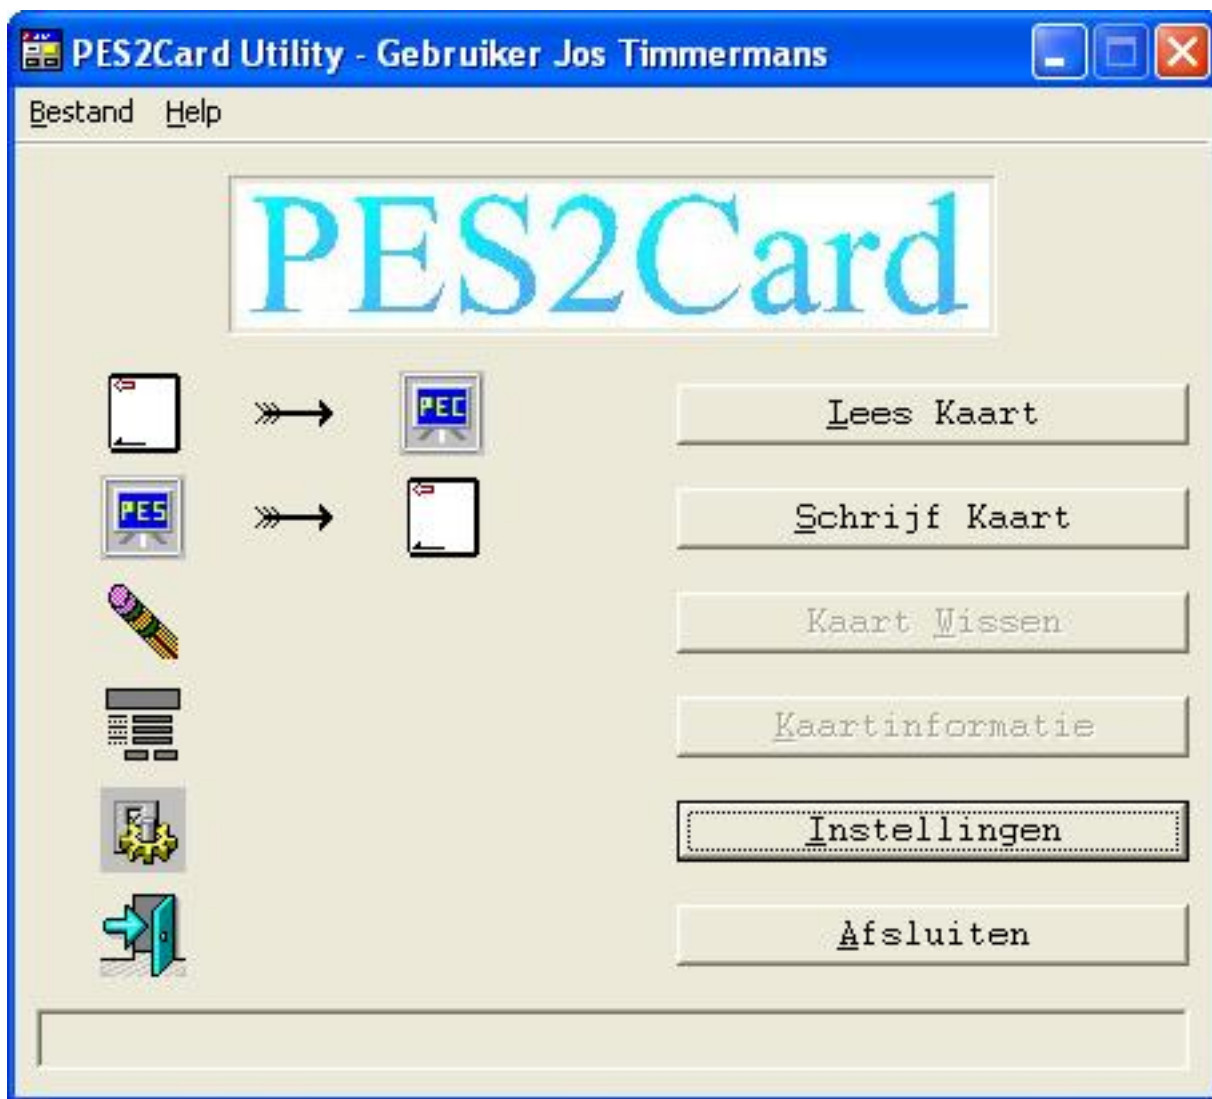 PES2Card Utility - Gebruiker Jos Timmermans
Bestand Help
PES2Card
PEC Lees Kaart
PES Schrijf Kaart
Kaart Wissen
Kaartinformatie
Instellingen
Afsluiten